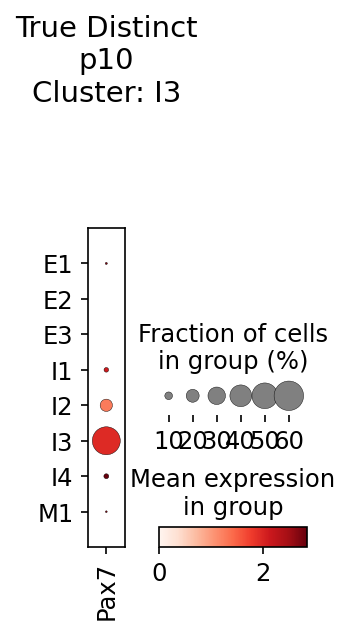 True Distinct
p10
Cluster: I3
E1
E2
E3
I1
I2
I3
I4
M1
Pax7
Fraction of cells
in group (%)
10 20 30 40 50 60
Mean expression
in group
0 2